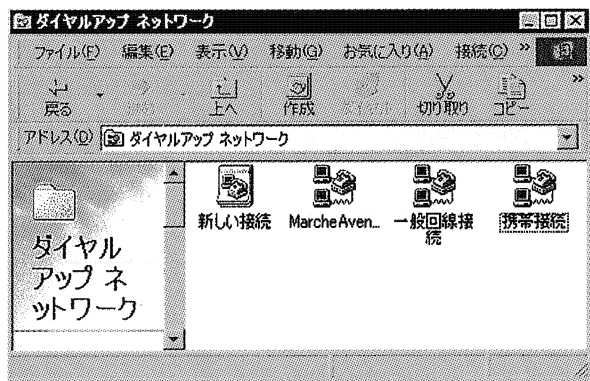 ダイヤルアップ ネットワーク
ファイル(F) 編集(E) 表示(V) 移動(G) お気に入り(A) 接続(C) »
戻る 上へ 作成 切り取り コピー »
アドレス(D) ダイヤルアップ ネットワーク
新しい接続 MarcheAven... 一般回線接続 携帯接続
ダイヤル
アップ ネ
ットワーク